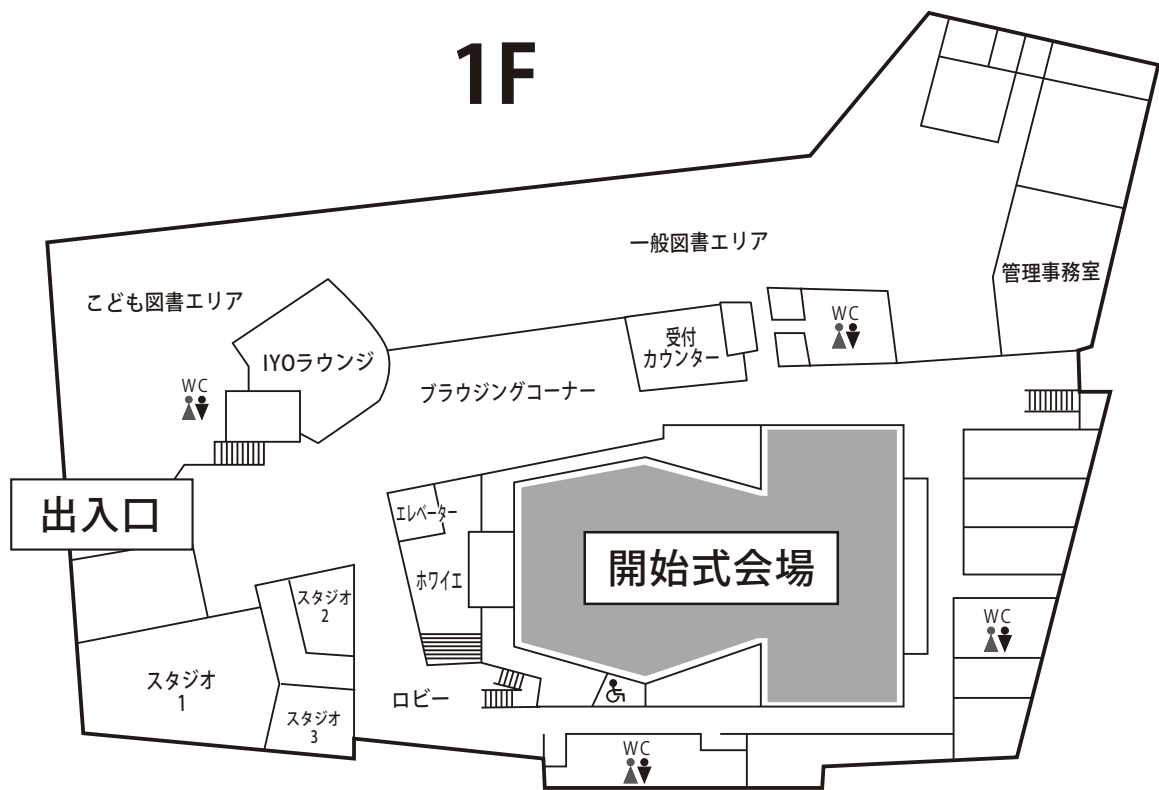 1F
一般図書エリア
管理事務室
こども図書エリア
WC
受付
カウンター
IYOラウンジ
WC
ブラウジングコーナー
出入口
エレベーター
開始式会場
ホワイエ
スタジオ
2
WC
スタジオ
1
ロビー
スタジオ
3
WC